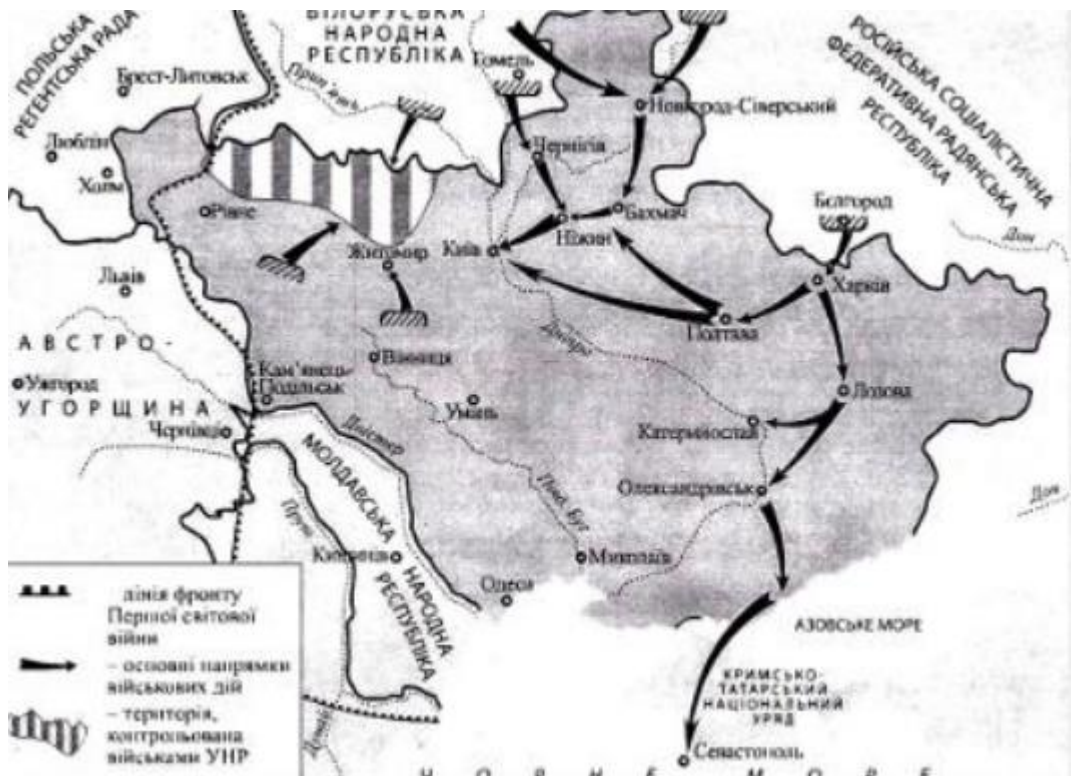 ПОЛЬСЬКА
РЕГЕНТСЬКА РАДА
БІЛОРУСЬКА
НАРОДНА
РЕСПУБЛІКА
РОСІЙСЬКА СОЦІАЛІСТИЧНА
ФЕДЕРАТИВНА РАДЯНСЬКА
РЕСПУБЛІКА
Брест-Литовськ
Гомель
Новгород-Сіверський
Люблін
Холм
Чернігів
Рівне
Бахмач
Ніжин
Бєлгород
Дон
Житомир
Київ
Львів
Харків
Полтава
Дніпро
АВСТРО-
УГОРЩИНА
Вінниця
Ужгород
Кам'янець-
Подільськ
Умань
Лозова
Катеринослав
Чернівці
Дністер
МОЛДАВСЬКА
НАРОДНА
РЕСПУБЛІКА
Олександровськ
Дон
Півд. Буг
Прут
Кишинів
Миколаїв
Одеса
лінія фронту
Першої світової
війни
– основні напрямки
військових дій
– територія,
контрольована
військами УНР
АЗОВСЬКЕ МОРЕ
КРИМСЬКО-
ТАТАРСЬКИЙ
НАЦІОНАЛЬНИЙ
УРЯД
Севастополь